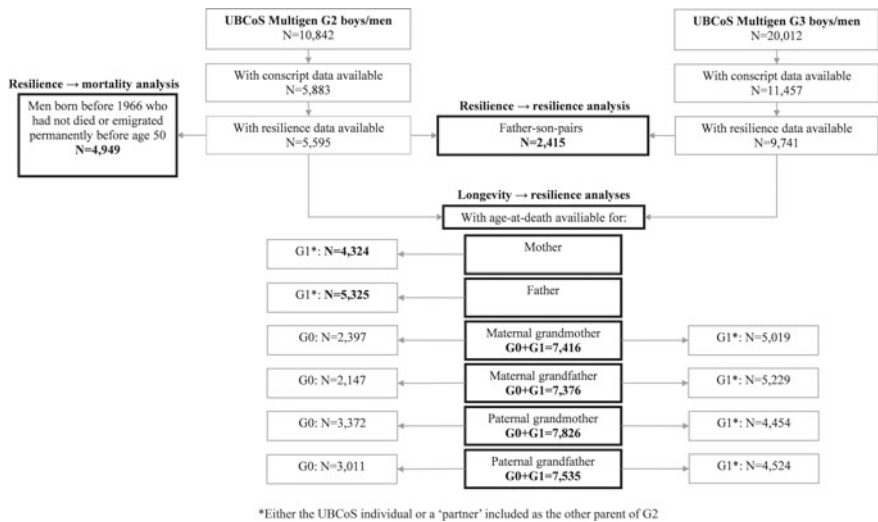 UBCoS Multigen G2 boys/men
N=10,842
UBCoS Multigen G3 boys/men
N=20,012
With conscript data available
N=5,883
With conscript data available
N=11,457
Resilience → mortality analysis
Men born before 1966 who
had not died or emigrated
permanently before age 50
N=4,949
With resilience data available
N=5,595
Resilience → resilience analysis
Father-son-pairs
N=2,415
With resilience data available
N=9,741
Longevity → resilience analyses
With age-at-death availiable for:
G1*: N=4,324
Mother
G1*: N=5,325
Father
G0: N=2,397
Maternal grandmother
G0+G1=7,416
G1*: N=5,019
G0: N=2,147
Maternal grandfather
G0+G1=7,376
G1*: N=5,229
G0: N=3,372
Paternal grandmother
G0+G1=7,826
G1*: N=4,454
G0: N=3,011
Paternal grandfather
G0+G1=7,535
G1*: N=4,524
*Either the UBCoS individual or a ‘partner’ included as the other parent of G2